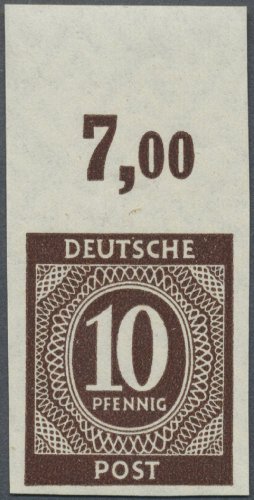 7,00
DEUTSCHE
10
PFENNIG
POST